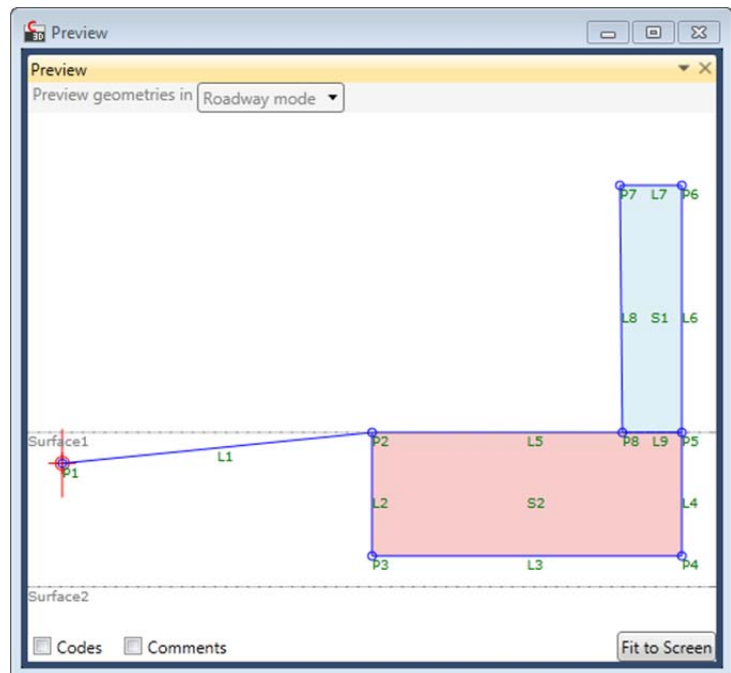 C 3D Preview
Preview
Preview geometries in Roadway mode
P7 L7 P6
L8 S1 L6
Surface1
P2 L5 P8 L9 P5
L1
P1
L2 S2 L4
P3 L3 P4
Surface2
Codes Comments Fit to Screen